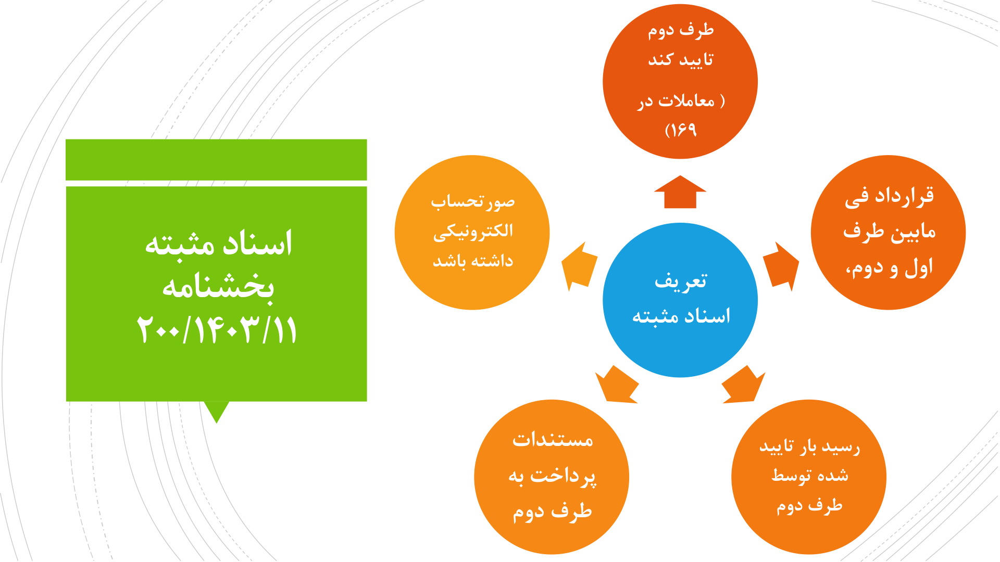 اسناد مثبته
بخشنامه
۲۰۰/۱۴۰۳/۱۱
تعریف
اسناد مثبته
طرف دوم
تایید کند
( معاملات در
۱۶۹)
قرارداد فی
مابین طرف
اول و دوم،
رسید بار تایید
شده توسط
طرف دوم
مستندات
پرداخت به
طرف دوم
صورتحساب
الکترونیکی
داشته باشد